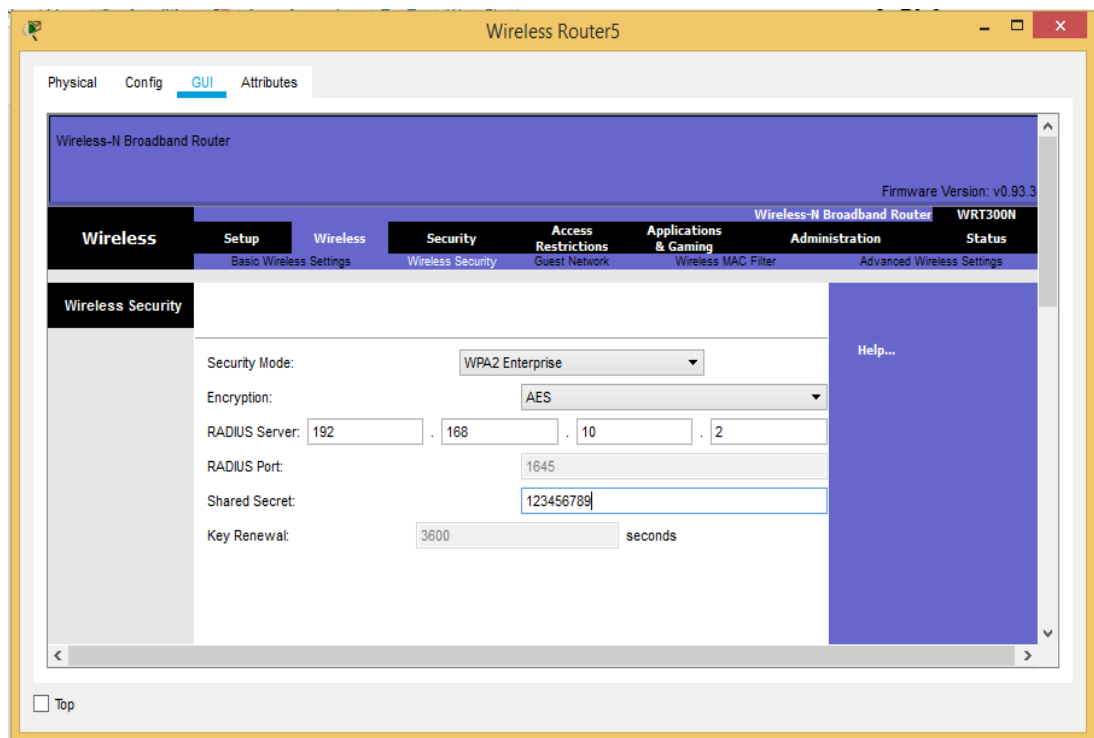 Wireless Router5
Physical Config GUI Attributes
Wireless-N Broadband Router
Firmware Version: v0.93.3
Wireless-N Broadband Router WRT300N
Wireless Setup Wireless Security Access Restrictions Applications & Gaming Administration Status
Basic Wireless Settings Wireless Security Guest Network Wireless MAC Filter Advanced Wireless Settings
Wireless Security
Help...
Security Mode: WPA2 Enterprise
Encryption: AES
RADIUS Server: 192 . 168 . 10 . 2
RADIUS Port: 1645
Shared Secret: 123456789
Key Renewal: 3600 seconds
Top